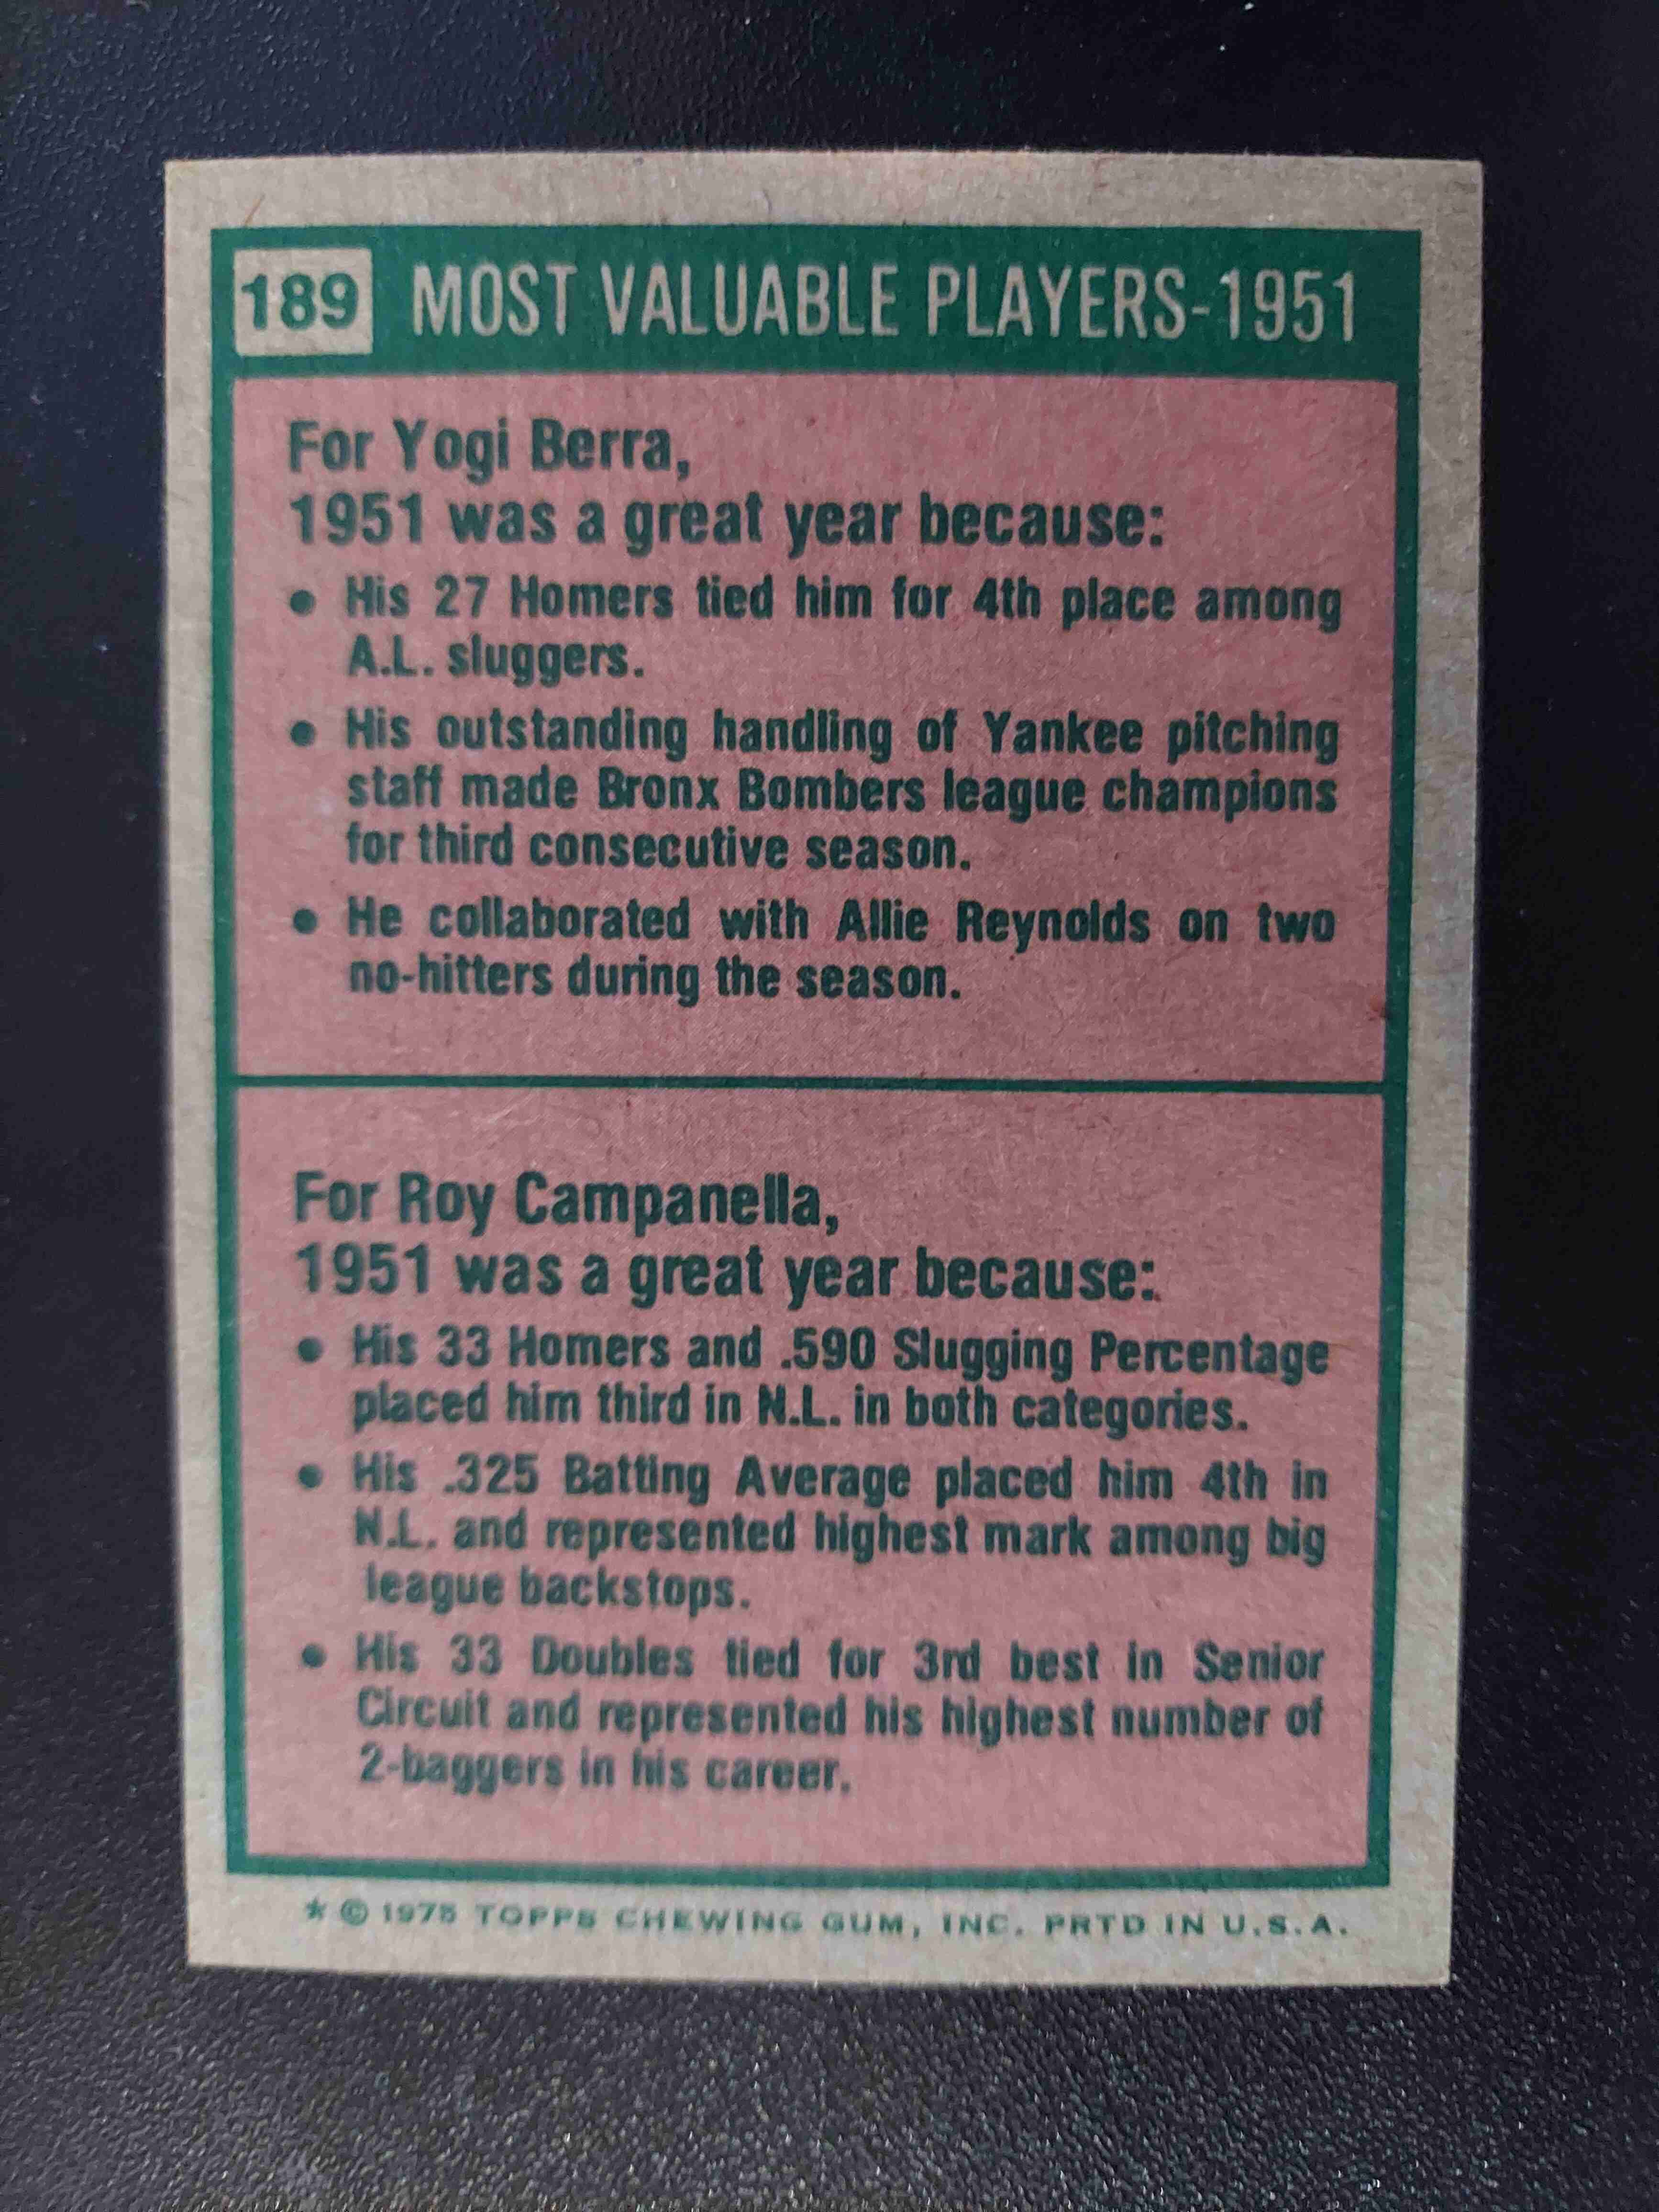 189 MOST VALUABLE PLAYERS-1951
For Yogi Berra,
1951 was a great year because:
• His 27 Homers tied him for 4th place among
A.L. sluggers.
• His outstanding handling of Yankee pitching
staff made Bronx Bombers league champions
for third consecutive season.
• He collaborated with Allie Reynolds on two
no-hitters during the season.
For Roy Campanella,
1951 was a great year because:
• His 33 Homers and .590 Slugging Percentage
placed him third in N.L. in both categories.
• His .325 Batting Average placed him 4th in
N.L. and represented highest mark among big
league backstops.
• His 33 Doubles tied for 3rd best in Senior
Circuit and represented his highest number of
2-baggers in his career.
* © 1975 TOPPS CHEWING GUM, INC. PRTD IN U.S.A.